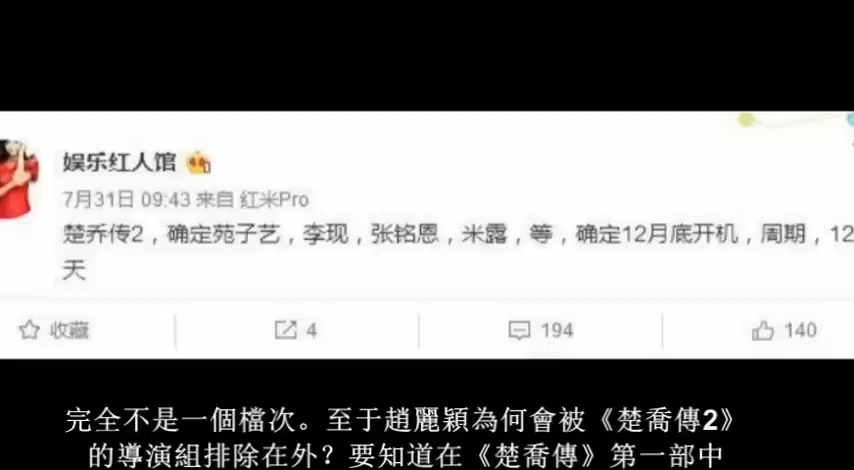 娱乐红人馆
7月31日 09:43 来自 红米Pro
楚乔传2，确定苑子艺，李现，张铭恩，米露，等，确定12月底开机，周期，12
天
收藏 4 194 140
完全不是一個檔次。至于趙麗穎為何會被《楚喬傳2》
的導演組排除在外？要知道在《楚喬傳》第一部中